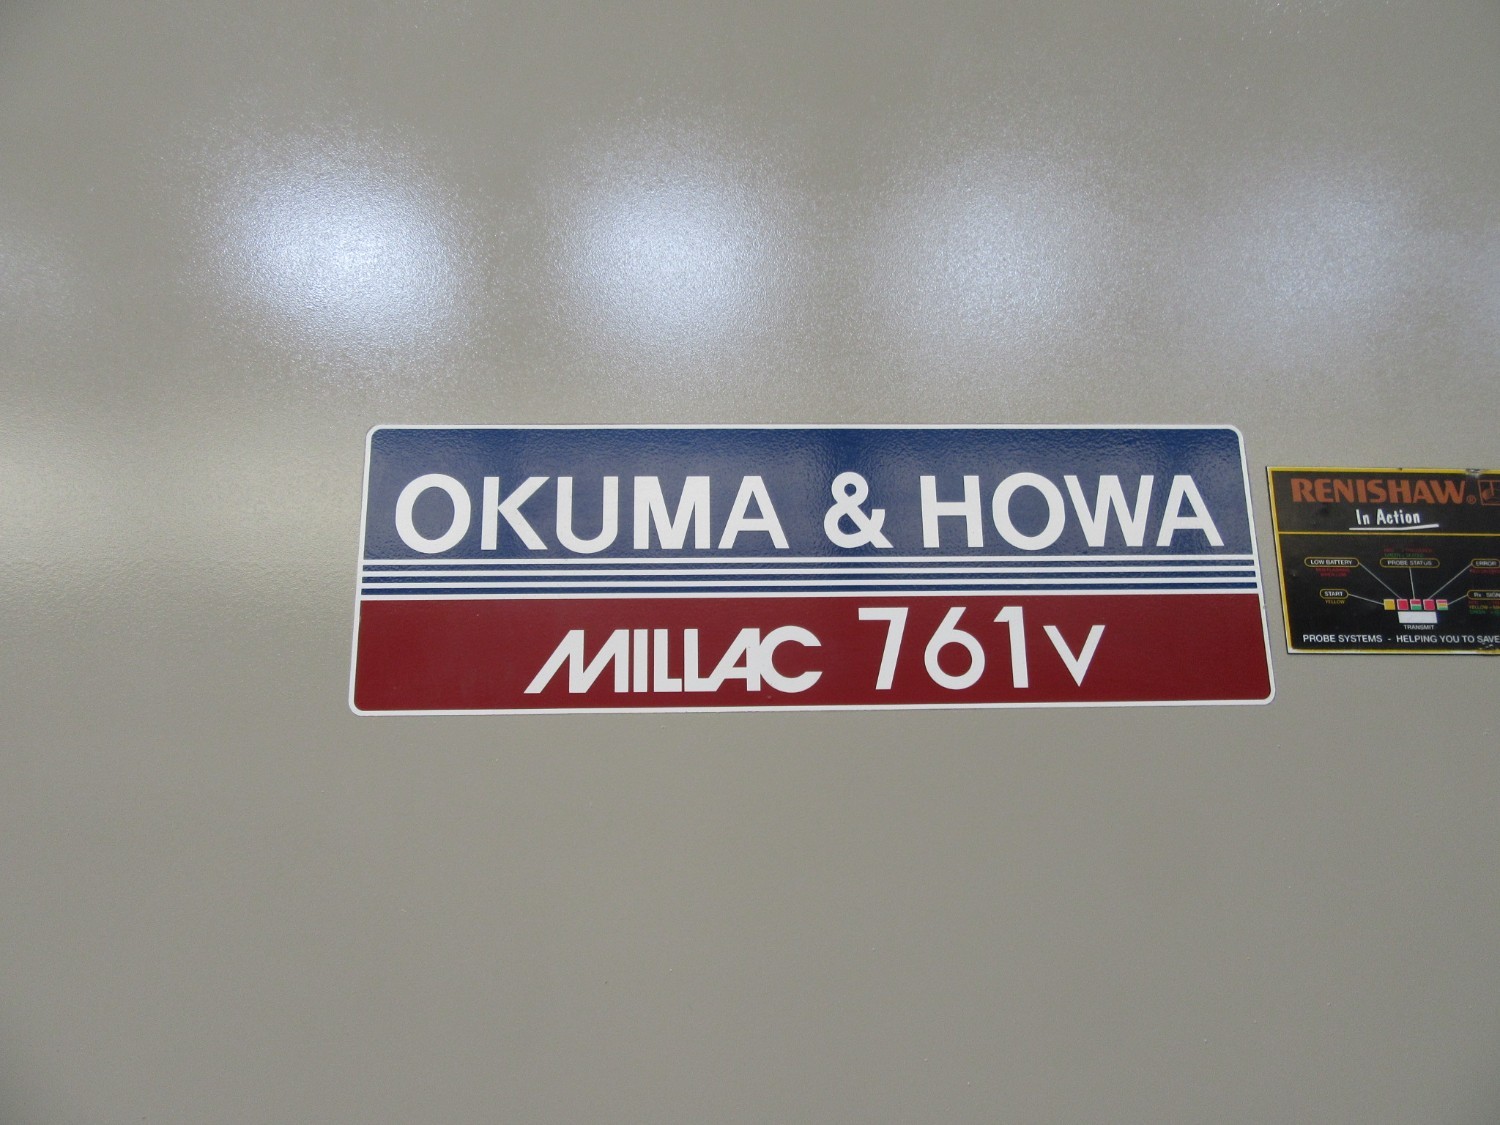 OKUMA & HOWA
MILLAC 761v
RENISHAW®
In Action
LOW BATTERY
PROBE STATUS
ERROR
START
YELLOW
TRANSMIT
PROBE SYSTEMS - HELPING YOU TO SAVE